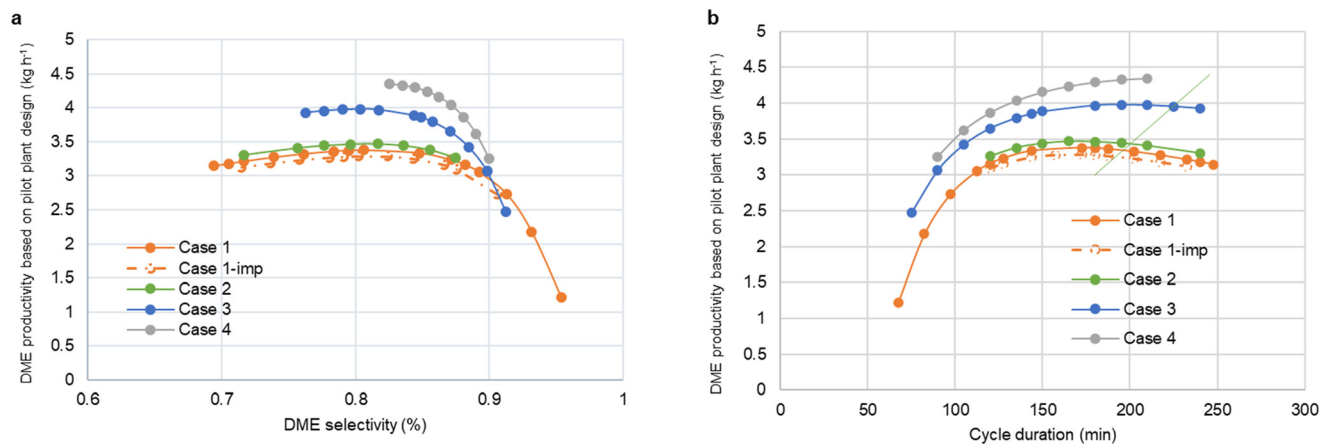 a
DME productivity based on pilot plant design (kg h⁻¹)
5
4.5
4
3.5
3
2.5
2
1.5
1
0.5
0
Case 1
Case 1-imp
Case 2
Case 3
Case 4
0.6
0.7
0.8
0.9
1
DME selectivity (%)
b
DME productivity based on pilot plant design (kg h⁻¹)
5
4.5
4
3.5
3
2.5
2
1.5
1
0.5
0
Case 1
Case 1-imp
Case 2
Case 3
Case 4
0
50
100
150
200
250
300
Cycle duration (min)